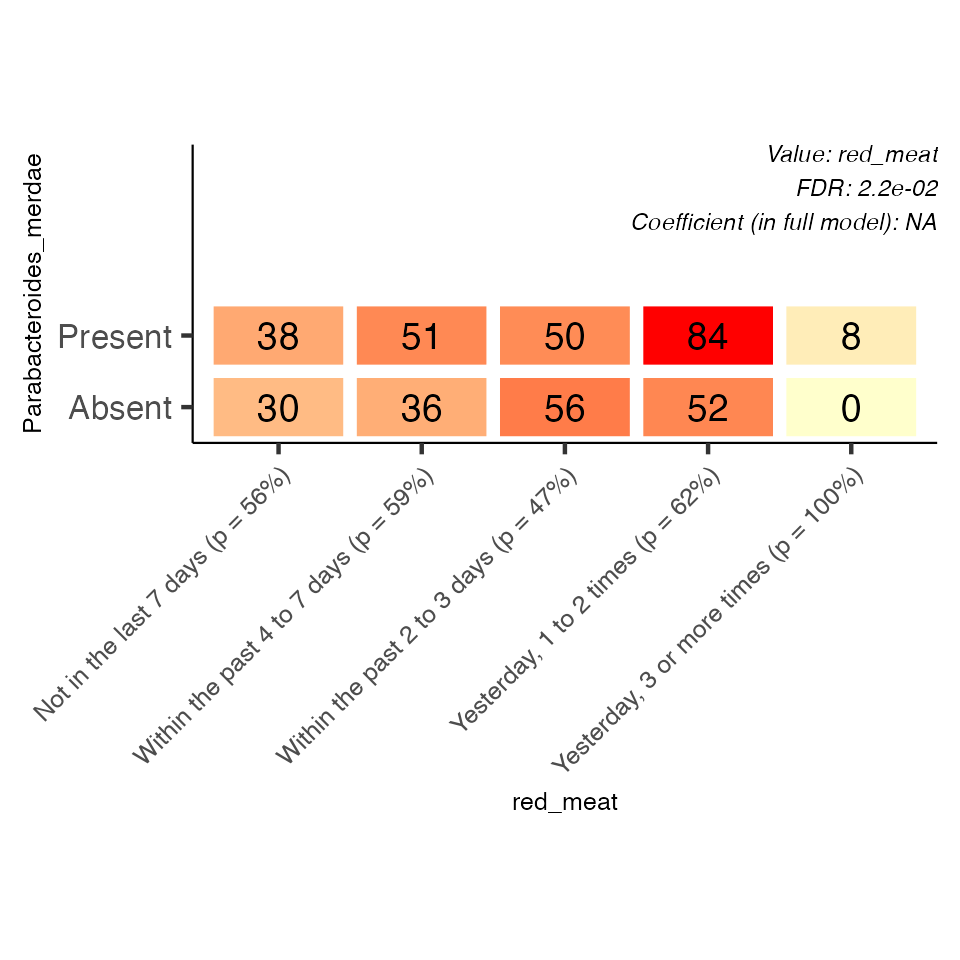 Value: red_meat
FDR: 2.2e-02
Coefficient (in full model): NA
Parabacteroides_merdae
Present
38
51
50
84
8
Absent
30
36
56
52
0
Not in the last 7 days (p = 56%)
Within the past 4 to 7 days (p = 59%)
Within the past 2 to 3 days (p = 47%)
Yesterday, 1 to 2 times (p = 62%)
Yesterday, 3 or more times (p = 100%)
red_meat